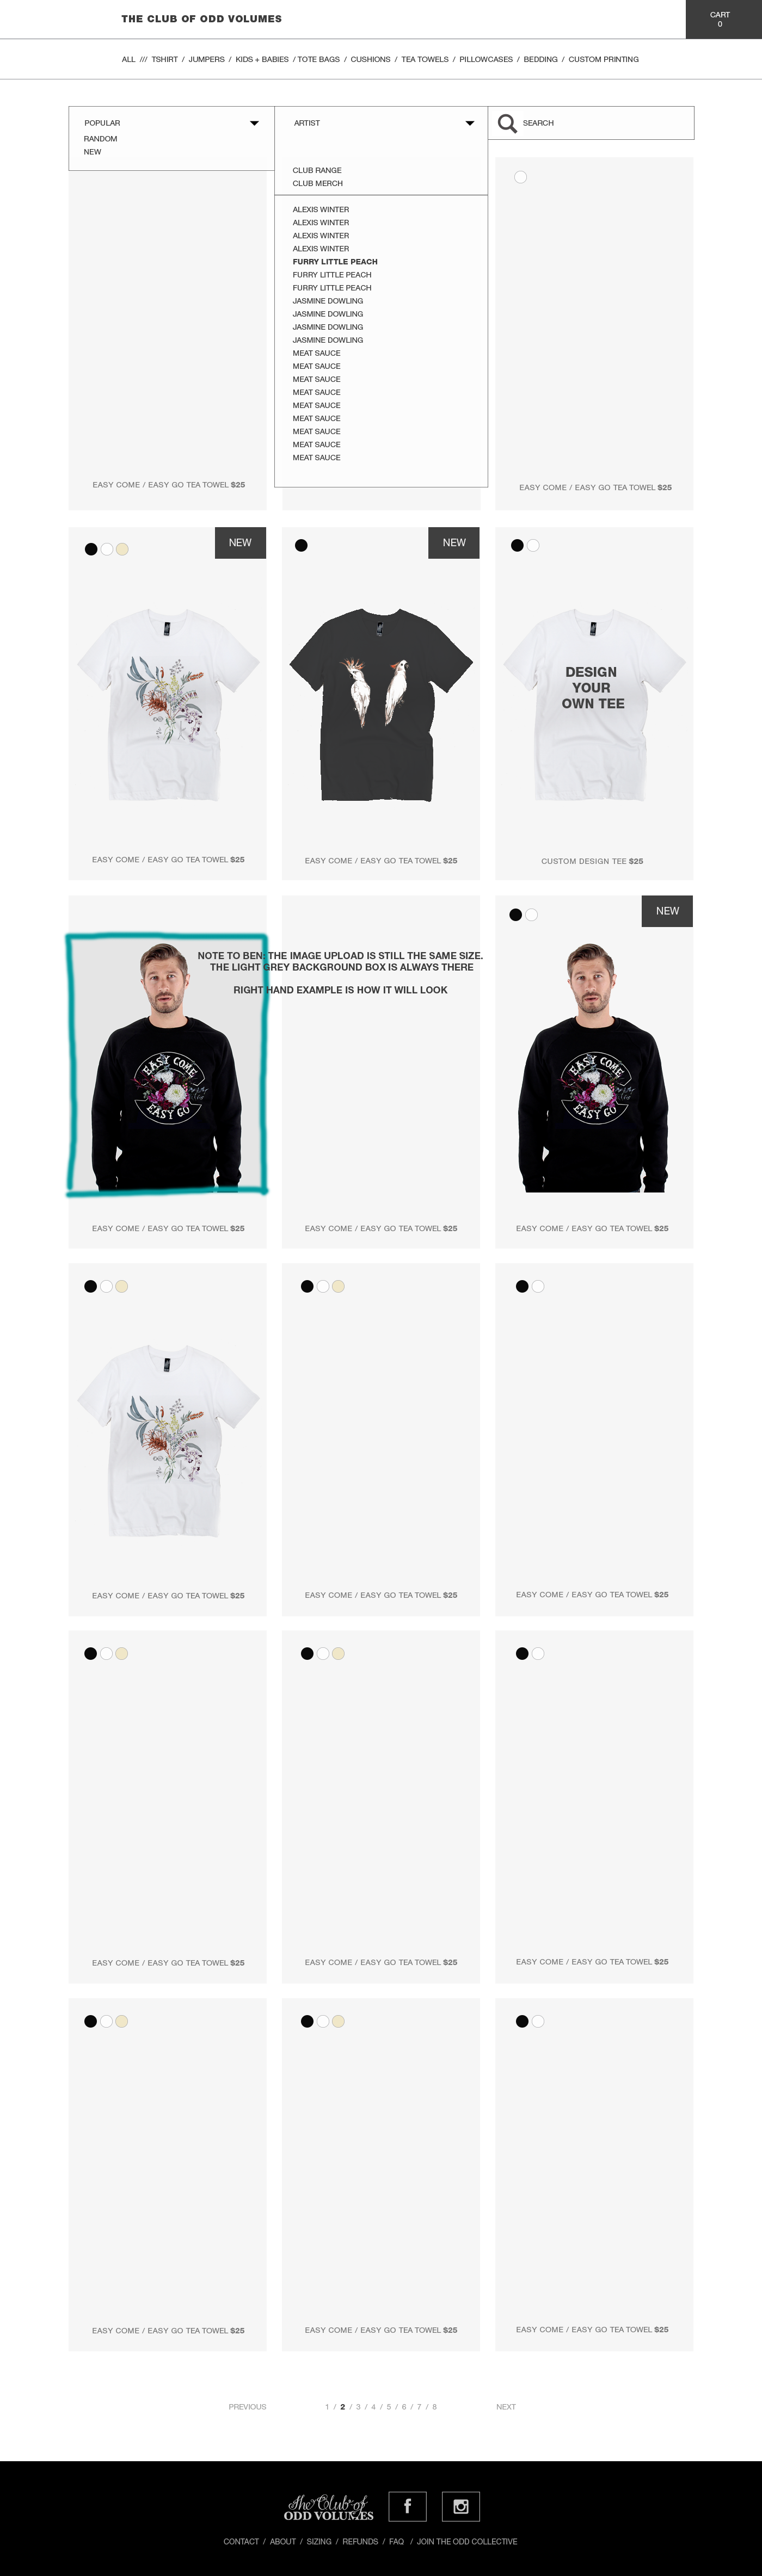 THE CLUB OF ODD VOLUMES
CART
0
ALL /// TSHIRT / JUMPERS / KIDS + BABIES / TOTE BAGS / CUSHIONS / TEA TOWELS / PILLOWCASES / BEDDING / CUSTOM PRINTING
POPULAR
RANDOM
NEW
ARTIST
SEARCH
CLUB RANGE
CLUB MERCH
ALEXIS WINTER
ALEXIS WINTER
ALEXIS WINTER
ALEXIS WINTER
FURRY LITTLE PEACH
FURRY LITTLE PEACH
FURRY LITTLE PEACH
JASMINE DOWLING
JASMINE DOWLING
JASMINE DOWLING
JASMINE DOWLING
MEAT SAUCE
MEAT SAUCE
MEAT SAUCE
MEAT SAUCE
MEAT SAUCE
MEAT SAUCE
MEAT SAUCE
MEAT SAUCE
MEAT SAUCE
EASY COME / EASY GO TEA TOWEL $25
EASY COME / EASY GO TEA TOWEL $25
NEW
NEW
DESIGN
YOUR
OWN TEE
EASY COME / EASY GO TEA TOWEL $25
EASY COME / EASY GO TEA TOWEL $25
CUSTOM DESIGN TEE $25
NEW
NOTE TO BEN: THE IMAGE UPLOAD IS STILL THE SAME SIZE.
THE LIGHT GREY BACKGROUND BOX IS ALWAYS THERE
RIGHT HAND EXAMPLE IS HOW IT WILL LOOK
EASY COME
EASY GO
EASY COME
EASY GO
EASY COME / EASY GO TEA TOWEL $25
EASY COME / EASY GO TEA TOWEL $25
EASY COME / EASY GO TEA TOWEL $25
EASY COME / EASY GO TEA TOWEL $25
EASY COME / EASY GO TEA TOWEL $25
EASY COME / EASY GO TEA TOWEL $25
EASY COME / EASY GO TEA TOWEL $25
EASY COME / EASY GO TEA TOWEL $25
EASY COME / EASY GO TEA TOWEL $25
EASY COME / EASY GO TEA TOWEL $25
EASY COME / EASY GO TEA TOWEL $25
EASY COME / EASY GO TEA TOWEL $25
PREVIOUS
1 / 2 / 3 / 4 / 5 / 6 / 7 / 8
NEXT
The Club of
ODD VOLUMES
f
CONTACT / ABOUT / SIZING / REFUNDS / FAQ / JOIN THE ODD COLLECTIVE